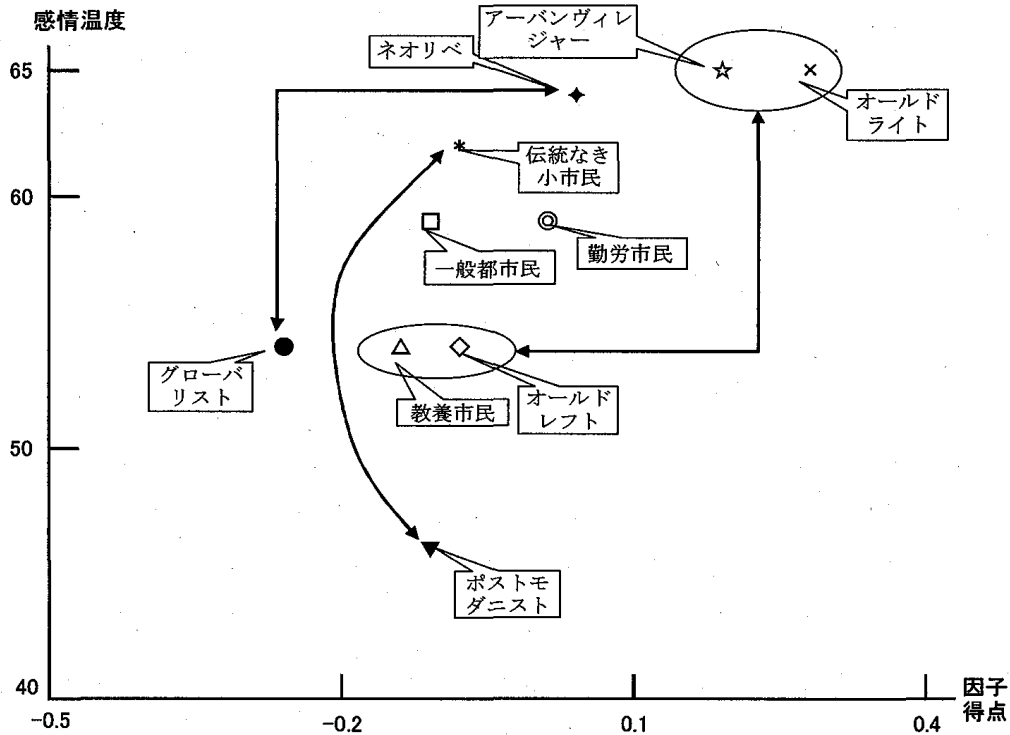 感情温度
アーバンヴィレ
ジャー
ネオリベ
65
オールド
ライト
伝統なき
小市民
60
勤労市民
一般都市民
グローバ
リスト
教養市民
オールド
レフト
50
ポストモ
ダニスト
40
-0.5
-0.2
0.1
0.4
因子
得点